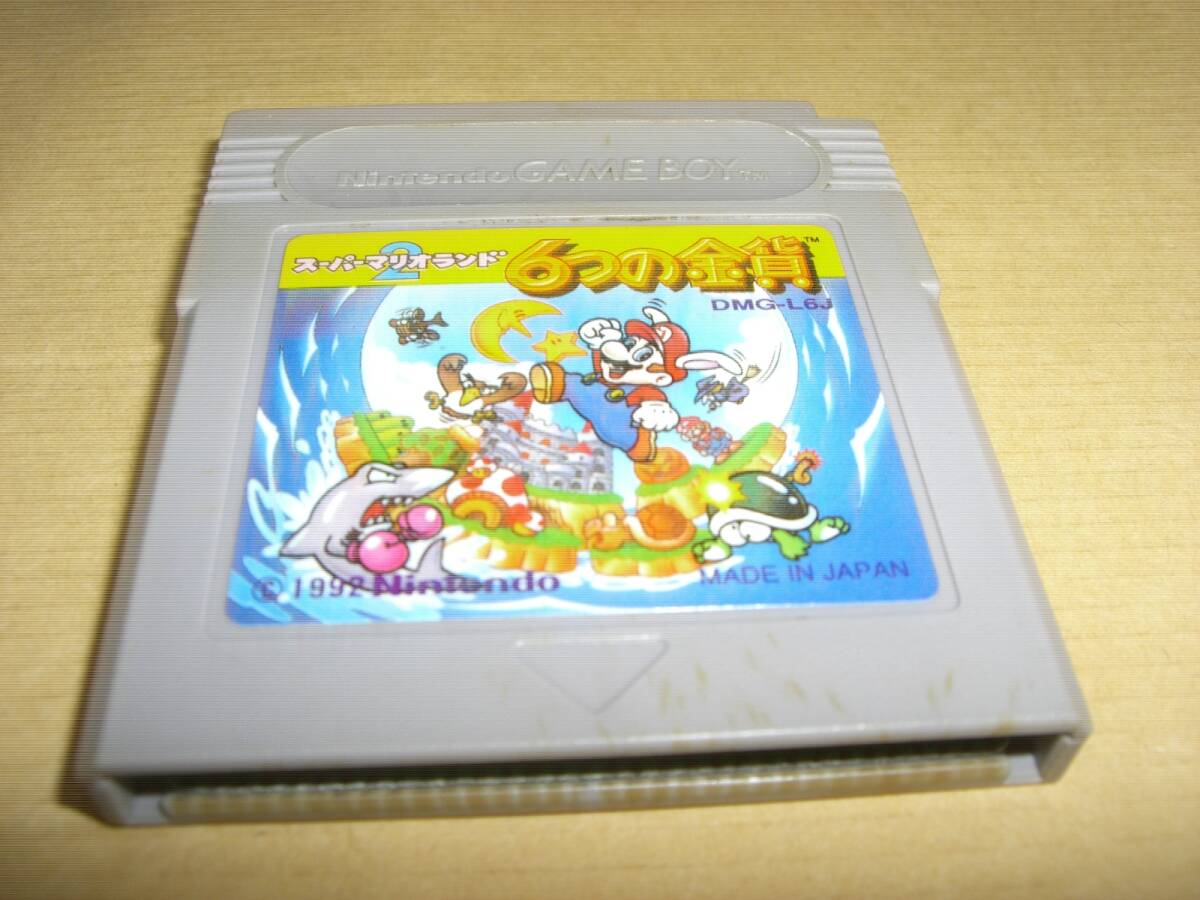 Nintendo GAME BOY™
スーパーマリオランド2
6つの金貨™
DMG-L6J
© 1992 Nintendo
MADE IN JAPAN